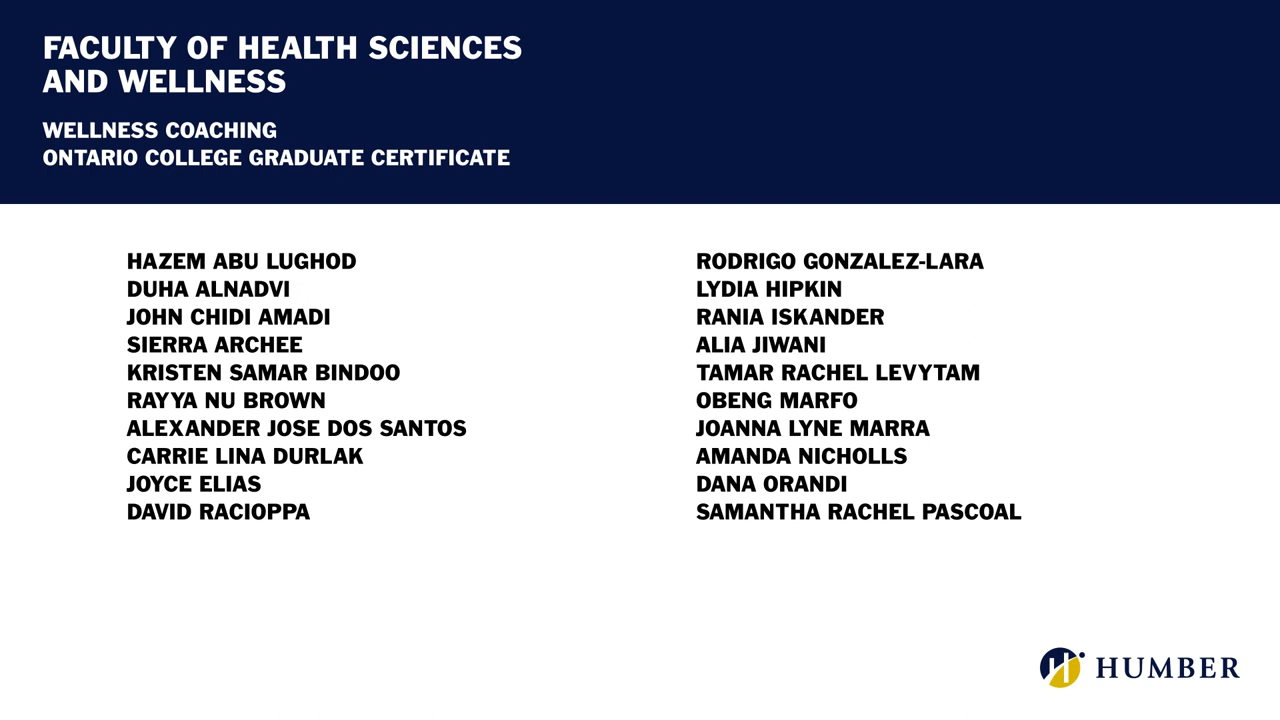 FACULTY OF HEALTH SCIENCES
AND WELLNESS
WELLNESS COACHING
ONTARIO COLLEGE GRADUATE CERTIFICATE
HAZEM ABU LUGHOD
DUHA ALNADVI
JOHN CHIDI AMADI
SIERRA ARCHEE
KRISTEN SAMAR BINDOO
RAYYA NU BROWN
ALEXANDER JOSE DOS SANTOS
CARRIE LINA DURLAK
JOYCE ELIAS
DAVID RACIOPPA
RODRIGO GONZALEZ-LARA
LYDIA HIPKIN
RANIA ISKANDER
ALIA JIWANI
TAMAR RACHEL LEVYTAM
OBENG MARFO
JOANNA LYNE MARRA
AMANDA NICHOLLS
DANA ORANDI
SAMANTHA RACHEL PASCOAL
HUMBER